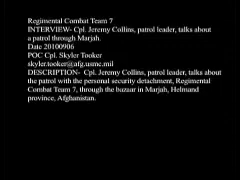 Regimental Combat Team 7
INTERVIEW- Cpl. Jeremy Collins, patrol leader, talks about
a patrol through Marjah.
Date 20100906
POC Cpl. Skyler Tooker
skyler.tooker@afg.usmc.mil
DESCRIPTION- Cpl. Jeremy Collins, patrol leader, talks about
the patrol with the personal security detachment, Regimental
Combat Team 7, through the bazaar in Marjah, Helmand
province, Afghanistan.